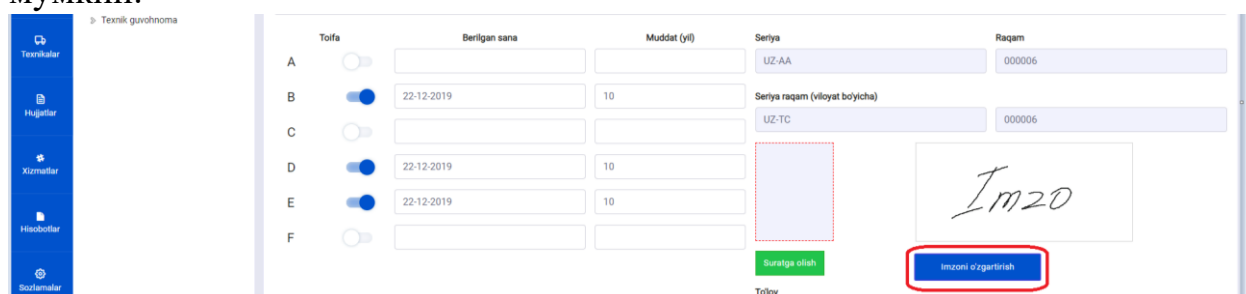 мумкин.
Texnik guvohnoma
Texnikalar
Hujjatlar
Xizmatlar
Hisobotlar
Sozlamalar
Toifa Berilgan sana Muddat (yil) Seriya Raqam
A UZ-AA 000006
B 22-12-2019 10 Seriya raqam (viloyat bo'yicha)
C UZ-TC 000006
D 22-12-2019 10
E 22-12-2019 10
F
Imzo
Suratga olish Imzoni o'zgartirish
To'lov